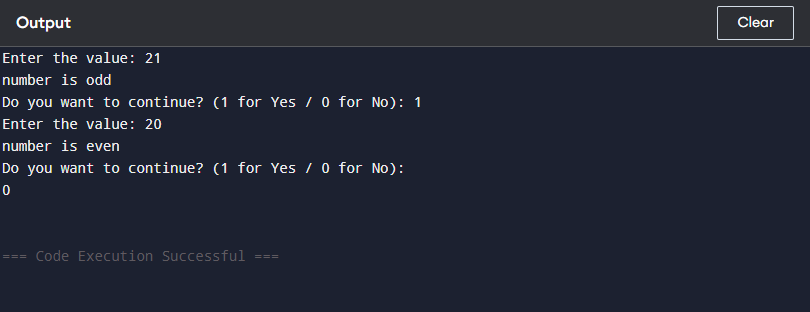 Output
Clear
Enter the value: 21
number is odd
Do you want to continue? (1 for Yes / 0 for No): 1
Enter the value: 20
number is even
Do you want to continue? (1 for Yes / 0 for No):
0
=== Code Execution Successful ===